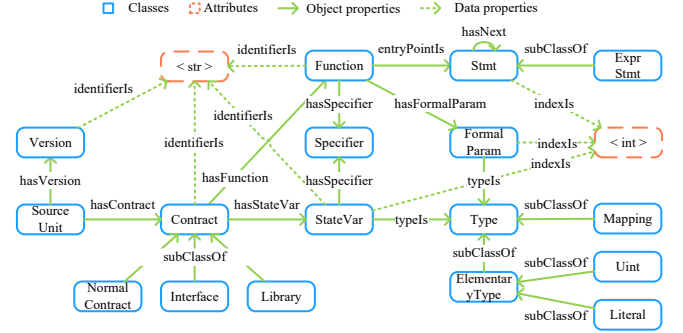 Classes
Attributes
Object properties
Data properties
hasNext
identifierIs
entryPointIs
subClassOf
< str >
Function
Stmt
Expr
Stmt
identifierIs
hasSpecifier
hasFormalParam
indexIs
identifierIs
Version
identifierIs
Specifier
Formal
Param
indexIs
< int >
indexIs
hasVersion
hasFunction
hasSpecifier
typeIs
hasContract
hasStateVar
subClassOf
Source
Unit
Contract
StateVar
typeIs
Type
Mapping
subClassOf
subClassOf
subClassOf
Normal
Contract
Interface
Library
Elementar
yType
Uint
subClassOf
Literal